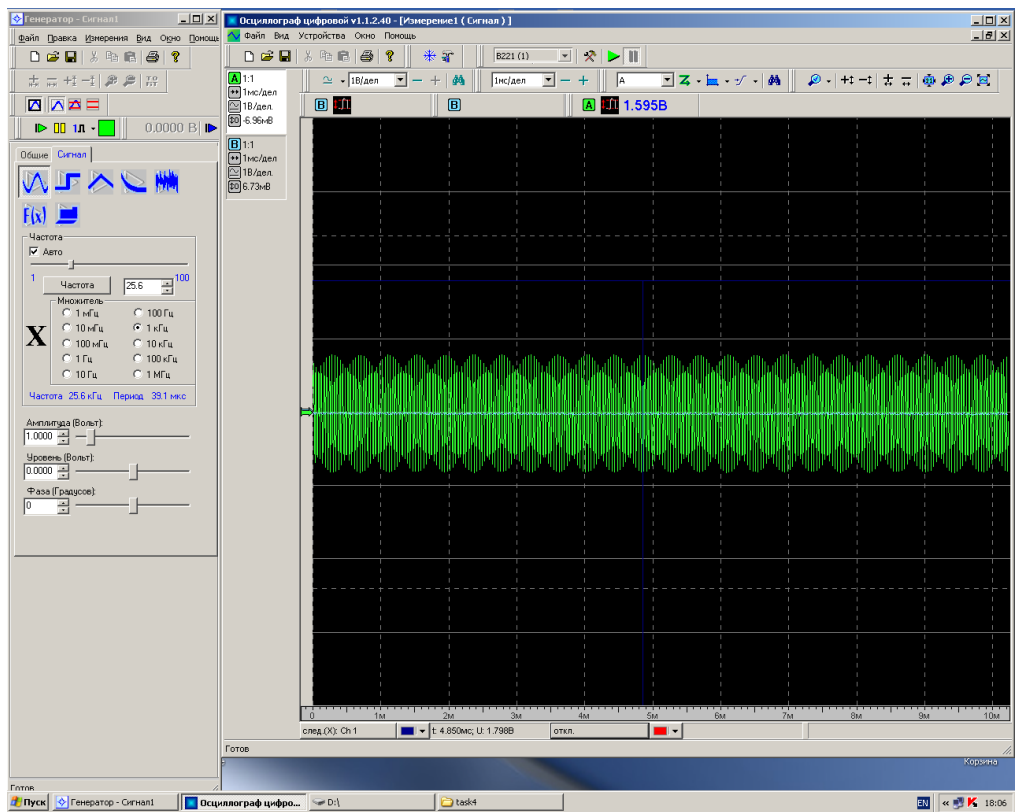 Генератор - Сигнал1
Файл Правка Измерения Вид Окно Помощь
0.0000 В
Общие Сигнал
F(x)
Частота
Авто
1 Частота 25.6 100
Множитель
X
1 мГц 100 Гц
10 мГц 1 кГц
100 мГц 10 кГц
1 Гц 100 кГц
10 Гц 1 МГц
Частота 25.6 кГц Период 39.1 мкс
Амплитуда (Вольт):
1.0000
Уровень (Вольт):
0.0000
Фаза (Градусов):
0
Готов
Осциллограф цифровой v1.1.2.40 - [Измерение1 ( Сигнал ) ]
Файл Вид Устройства Окно Помощь
B221 (1)
A 1:1
1мс/дел
1В/дел.
-6.96мВ
B 1:1
1мс/дел
1В/дел.
6.73мВ
1В/дел 1мс/дел A
B B A 1.595В
0 1м 2м 3м 4м 5м 6м 7м 8м 9м 10м
след.(X): Ch 1 t: 4.850мс; U: 1.798В откл.
Готов
Корзина
Пуск Генератор - Сигнал1 Осциллограф цифро... D:\ task4 EN « 18:06